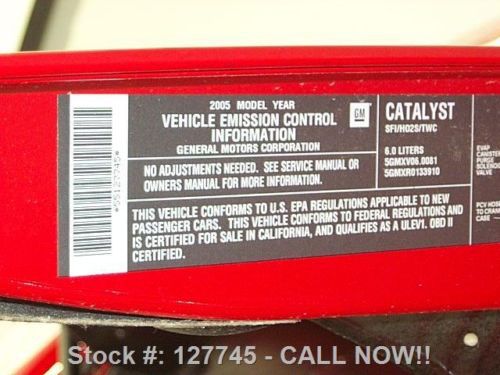 2005 MODEL YEAR
VEHICLE EMISSION CONTROL
INFORMATION
GENERAL MOTORS CORPORATION
GM
CATALYST
SFI/HO2S/TWC
NO ADJUSTMENTS NEEDED. SEE SERVICE MANUAL OR
OWNERS MANUAL FOR MORE INFORMATION.
6.0 LITERS
5GMXV06.0081
5GMXR0133910
THIS VEHICLE CONFORMS TO U.S. EPA REGULATIONS APPLICABLE TO NEW
PASSENGER CARS. THIS VEHICLE CONFORMS TO FEDERAL REGULATIONS AND
IS CERTIFIED FOR SALE IN CALIFORNIA, AND QUALIFIES AS A ULEV1. OBD II
CERTIFIED.
EVAP
CANISTER
PURGE
SOLENOID
VALVE
PCV HOSE
TO CRANK
COVER
Stock #: 127745 - CALL NOW!!